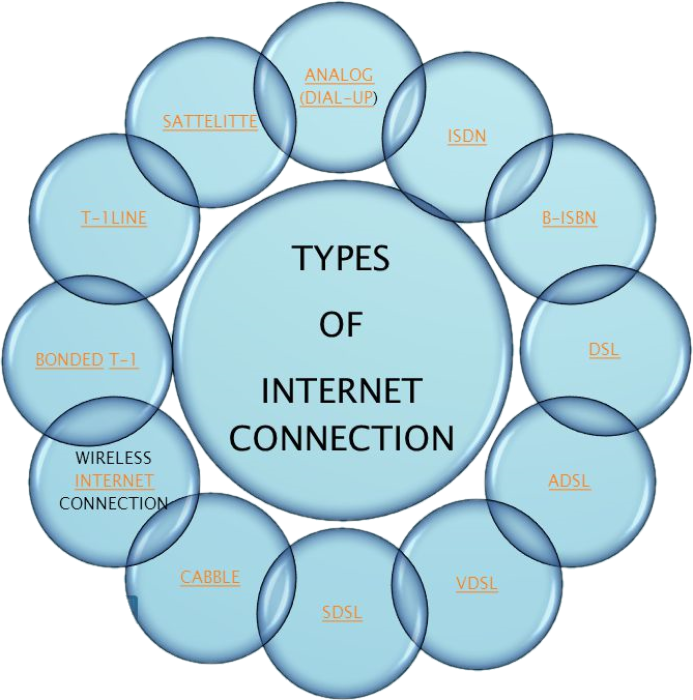 ANALOG
(DIAL-UP)
ISDN
B-ISBN
DSL
ADSL
VDSL
SDSL
CABBLE
WIRELESS
INTERNET
CONNECTION
BONDED T-1
T-1LINE
SATTELITTE
TYPES
OF
INTERNET
CONNECTION